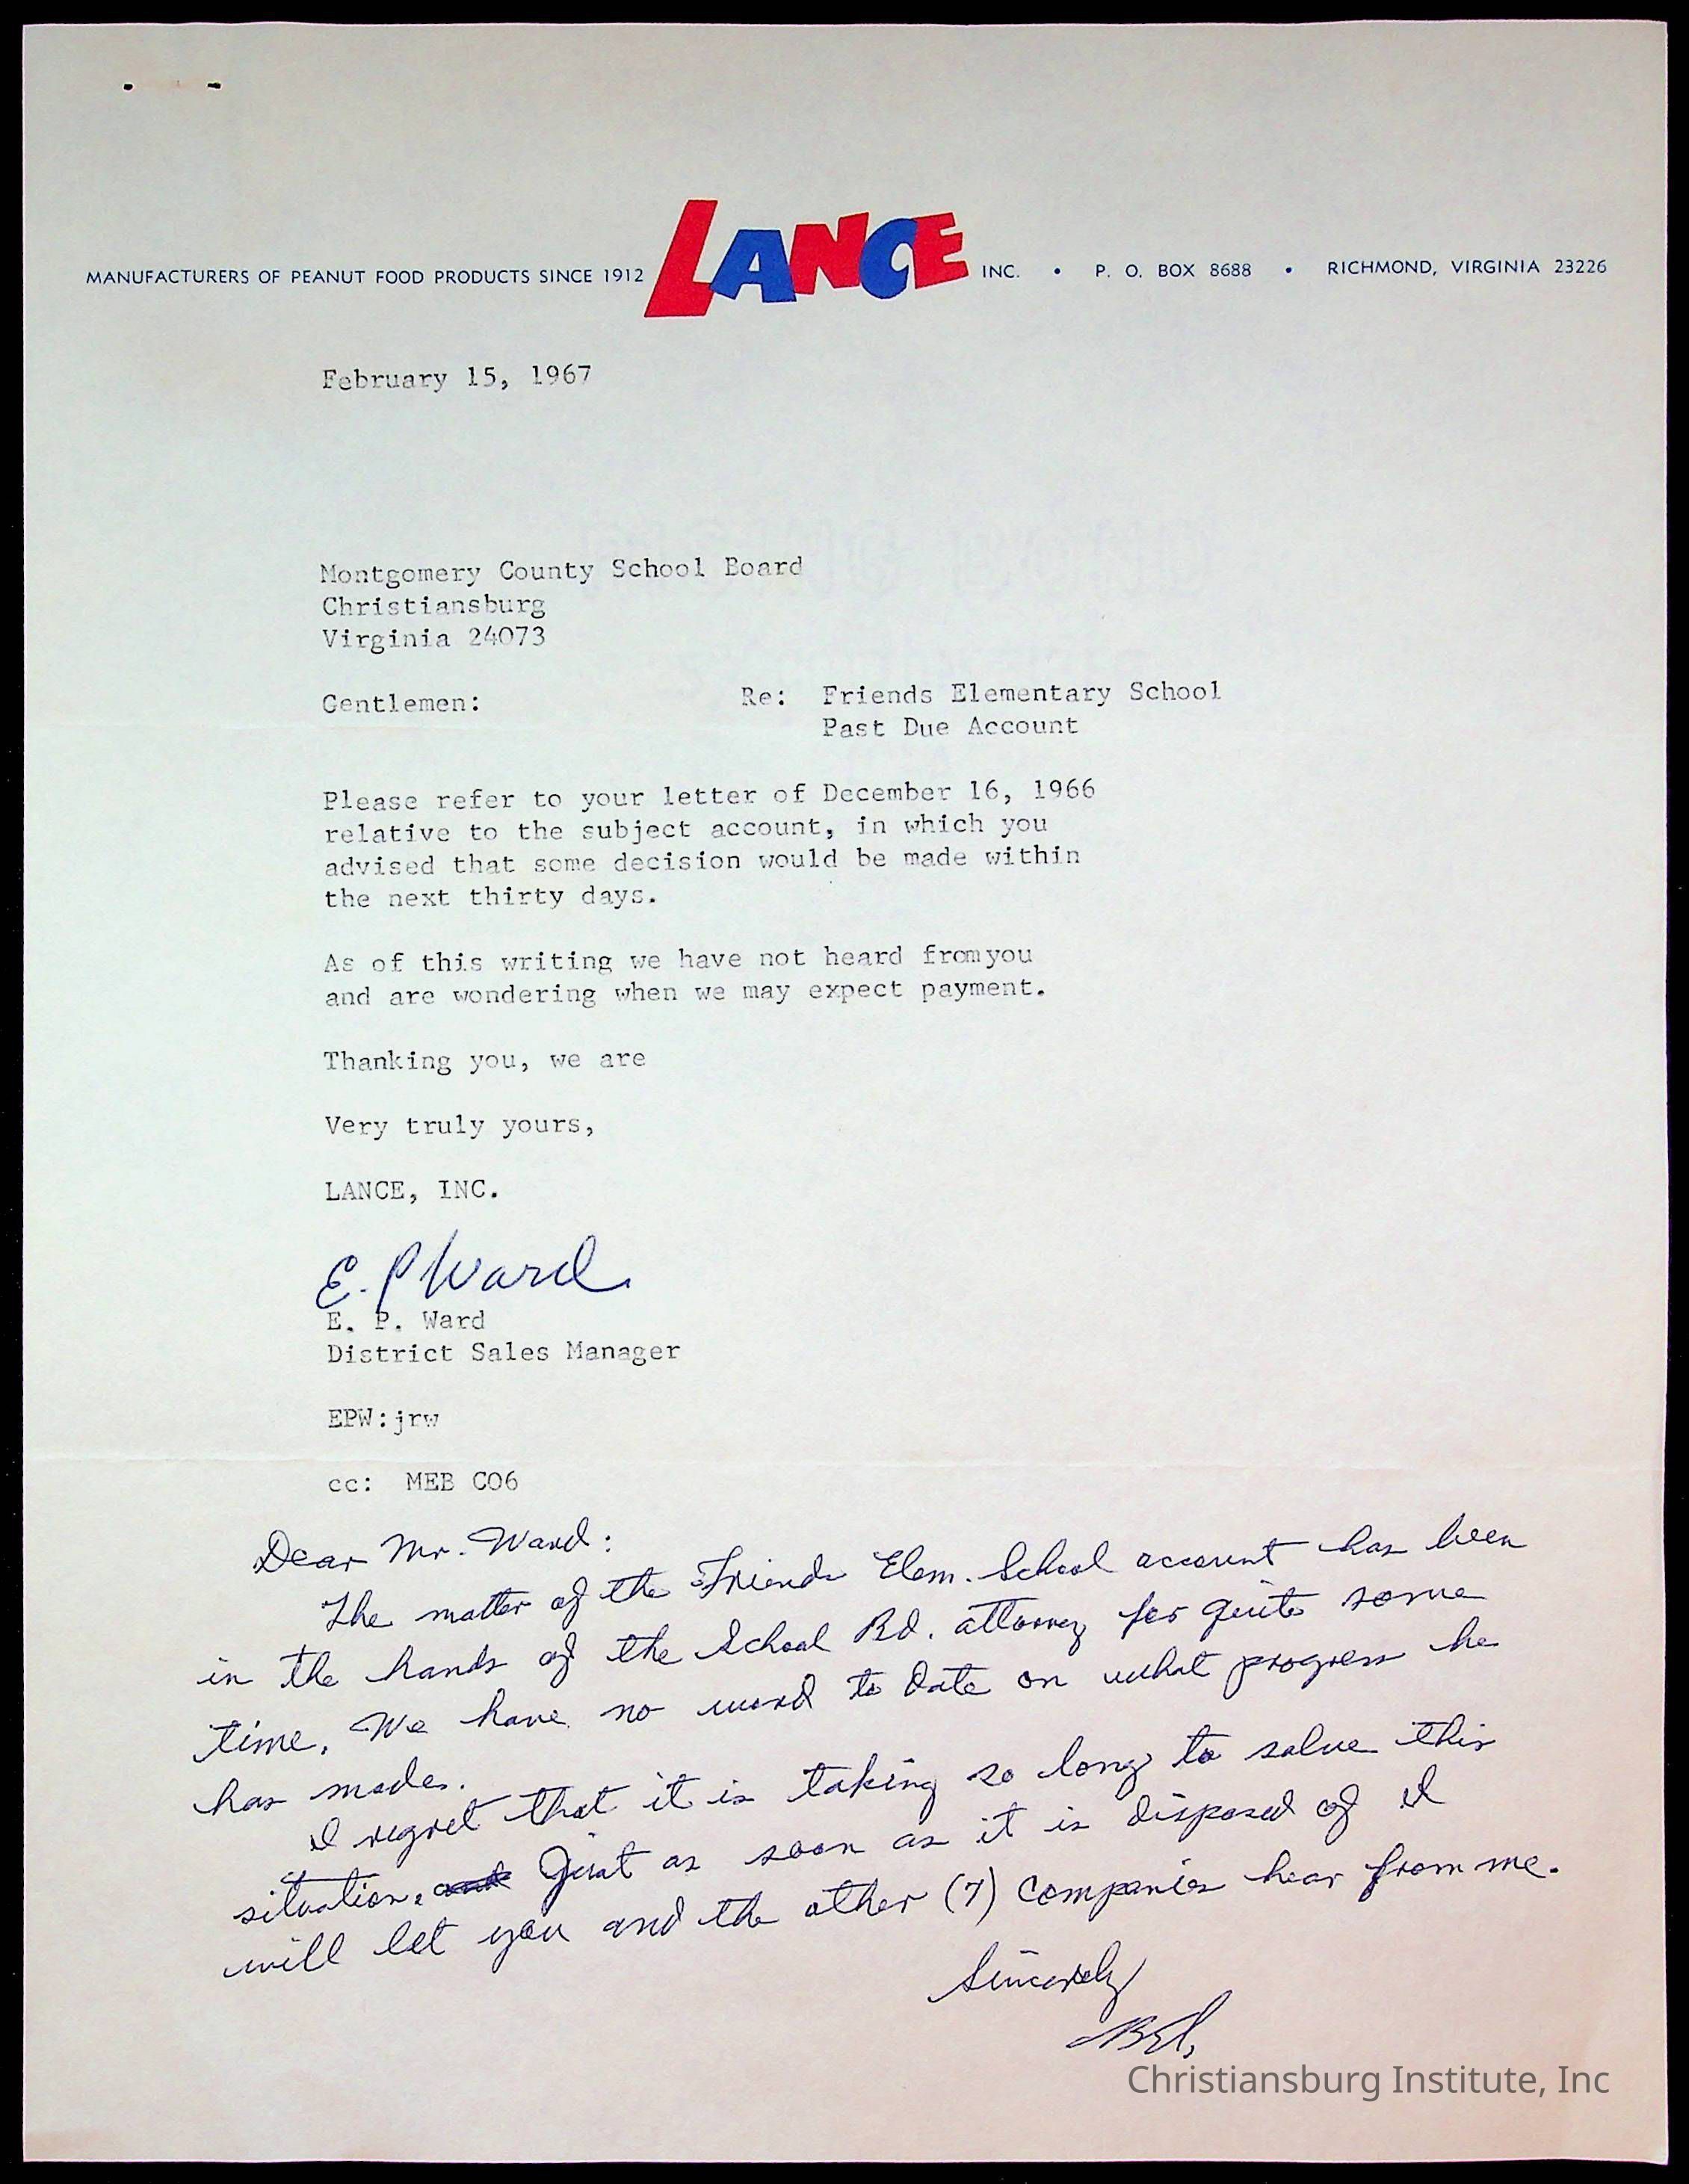 MANUFACTURERS OF PEANUT FOOD PRODUCTS SINCE 1912 LANCE INC. • P. O. BOX 8688 • RICHMOND, VIRGINIA 23226
February 15, 1967
Montgomery County School Board
Christiansburg
Virginia 24073
Gentlemen: Re: Friends Elementary School
Past Due Account
Please refer to your letter of December 16, 1966
relative to the subject account, in which you
advised that some decision would be made within
the next thirty days.
As of this writing we have not heard fromyou
and are wondering when we may expect payment.
Thanking you, we are
Very truly yours,
LANCE, INC.
E. P Ward
E. P. Ward
District Sales Manager
EPW:jrw
cc: MEB CO6
Dear Mr. Ward:
The matter of the Friends Elem. School account has been
in the hands of the School Bd. attorney for quite some
time. We have no word to date on what progress he
has made.
I regret that it is taking so long to solve this
situation. and Just as soon as it is disposed of I
will let you and the other (7) companies hear from me.
Sincerely
Christiansburg Institute, Inc